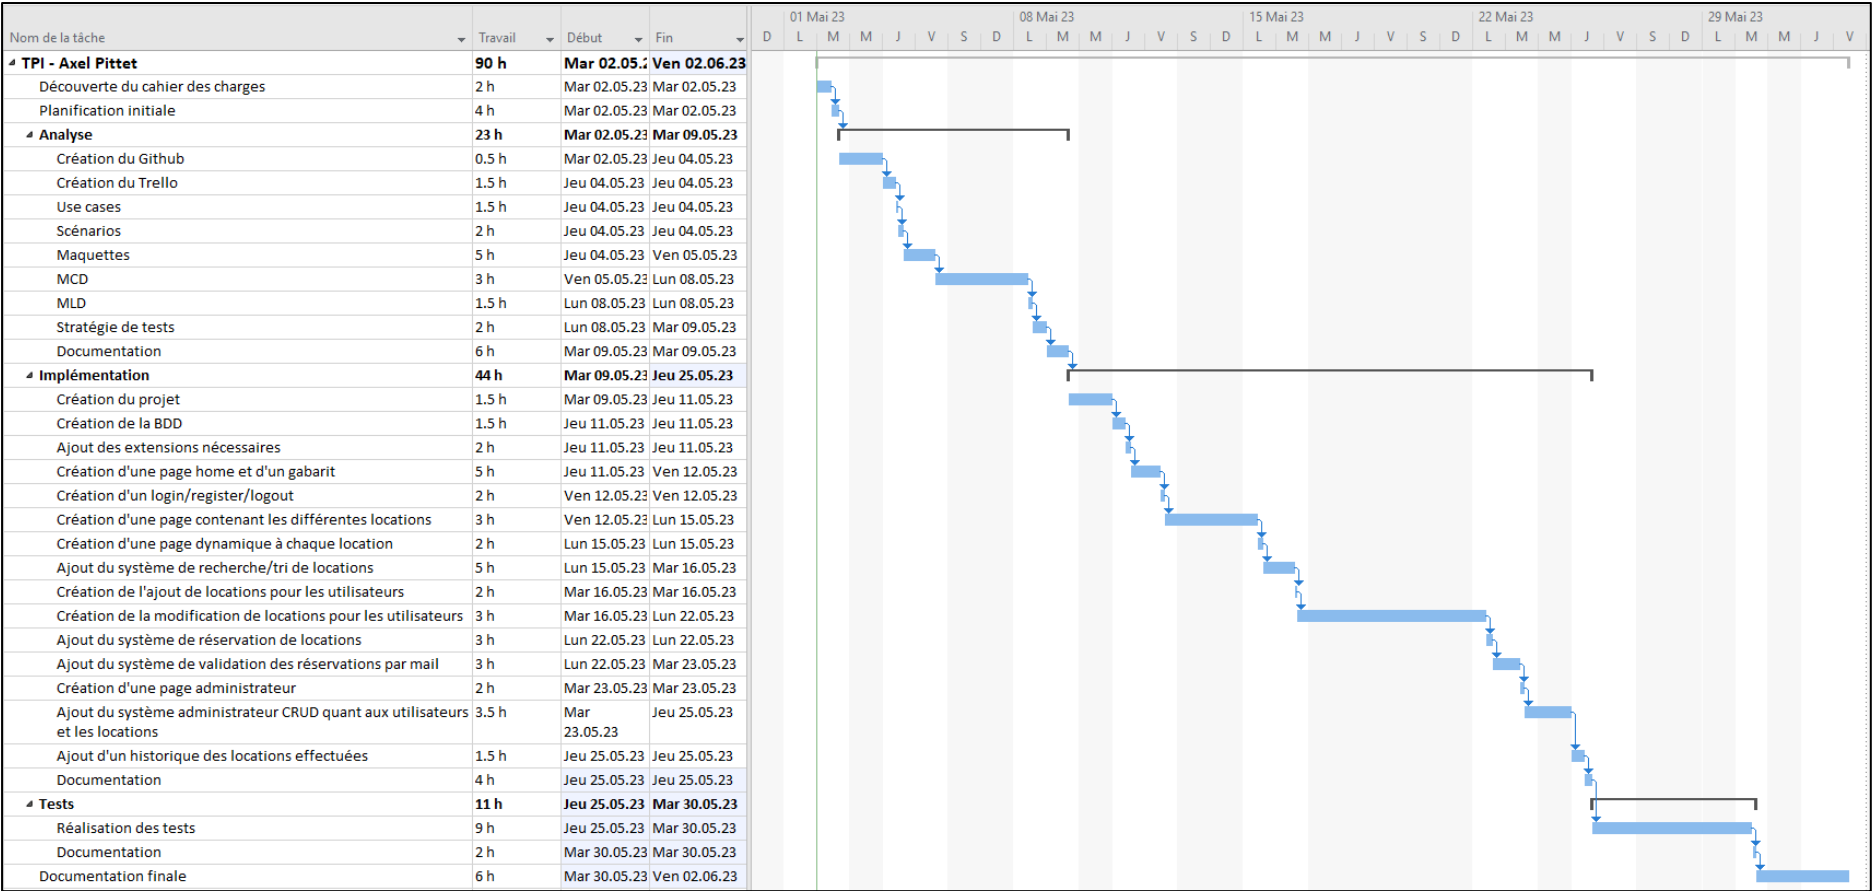 01 Mai 23 08 Mai 23 15 Mai 23 22 Mai 23 29 Mai 23
Nom de la tâche Travail Début Fin D L M M J V S D L M M J V S D L M M J V S D L M M J V S D L M M J V
TPI - Axel Pittet 90 h Mar 02.05.2 Ven 02.06.23
Découverte du cahier des charges 2 h Mar 02.05.23 Mar 02.05.23
Planification initiale 4 h Mar 02.05.23 Mar 02.05.23
Analyse 23 h Mar 02.05.23 Mar 09.05.23
Création du Github 0.5 h Mar 02.05.23 Jeu 04.05.23
Création du Trello 1.5 h Jeu 04.05.23 Jeu 04.05.23
Use cases 1.5 h Jeu 04.05.23 Jeu 04.05.23
Scénarios 2 h Jeu 04.05.23 Jeu 04.05.23
Maquettes 5 h Jeu 04.05.23 Ven 05.05.23
MCD 3 h Ven 05.05.23 Lun 08.05.23
MLD 1.5 h Lun 08.05.23 Lun 08.05.23
Stratégie de tests 2 h Lun 08.05.23 Mar 09.05.23
Documentation 6 h Mar 09.05.23 Mar 09.05.23
Implémentation 44 h Mar 09.05.23 Jeu 25.05.23
Création du projet 1.5 h Mar 09.05.23 Jeu 11.05.23
Création de la BDD 1.5 h Jeu 11.05.23 Jeu 11.05.23
Ajout des extensions nécessaires 2 h Jeu 11.05.23 Jeu 11.05.23
Création d'une page home et d'un gabarit 5 h Jeu 11.05.23 Ven 12.05.23
Création d'un login/register/logout 2 h Ven 12.05.23 Ven 12.05.23
Création d'une page contenant les différentes locations 3 h Ven 12.05.23 Lun 15.05.23
Création d'une page dynamique à chaque location 2 h Lun 15.05.23 Lun 15.05.23
Ajout du système de recherche/tri de locations 5 h Lun 15.05.23 Mar 16.05.23
Création de l'ajout de locations pour les utilisateurs 2 h Mar 16.05.23 Mar 16.05.23
Création de la modification de locations pour les utilisateurs 3 h Mar 16.05.23 Lun 22.05.23
Ajout du système de réservation de locations 3 h Lun 22.05.23 Lun 22.05.23
Ajout du système de validation des réservations par mail 3 h Lun 22.05.23 Mar 23.05.23
Création d'une page administrateur 2 h Mar 23.05.23 Mar 23.05.23
Ajout du système administrateur CRUD quant aux utilisateurs 3.5 h Mar Jeu 25.05.23
et les locations 23.05.23
Ajout d'un historique des locations effectuées 1.5 h Jeu 25.05.23 Jeu 25.05.23
Documentation 4 h Jeu 25.05.23 Jeu 25.05.23
Tests 11 h Jeu 25.05.23 Mar 30.05.23
Réalisation des tests 9 h Jeu 25.05.23 Mar 30.05.23
Documentation 2 h Mar 30.05.23 Mar 30.05.23
Documentation finale 6 h Mar 30.05.23 Ven 02.06.23